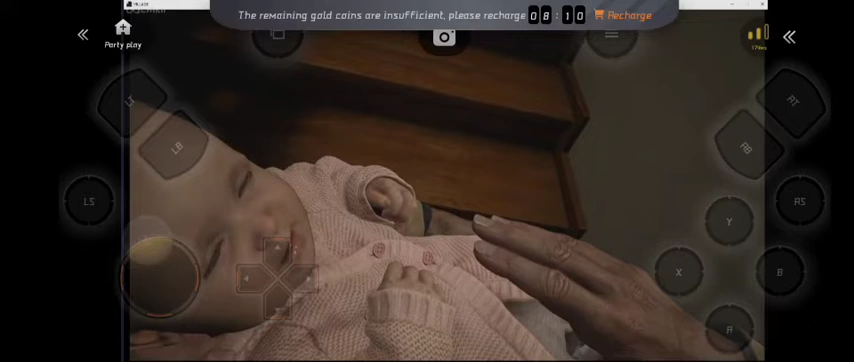 The remaining gold coins are insufficient, please recharge 08:10 Recharge
Party play
174ms
LT
RT
LB
RB
LS
RS
Y
X
B
A